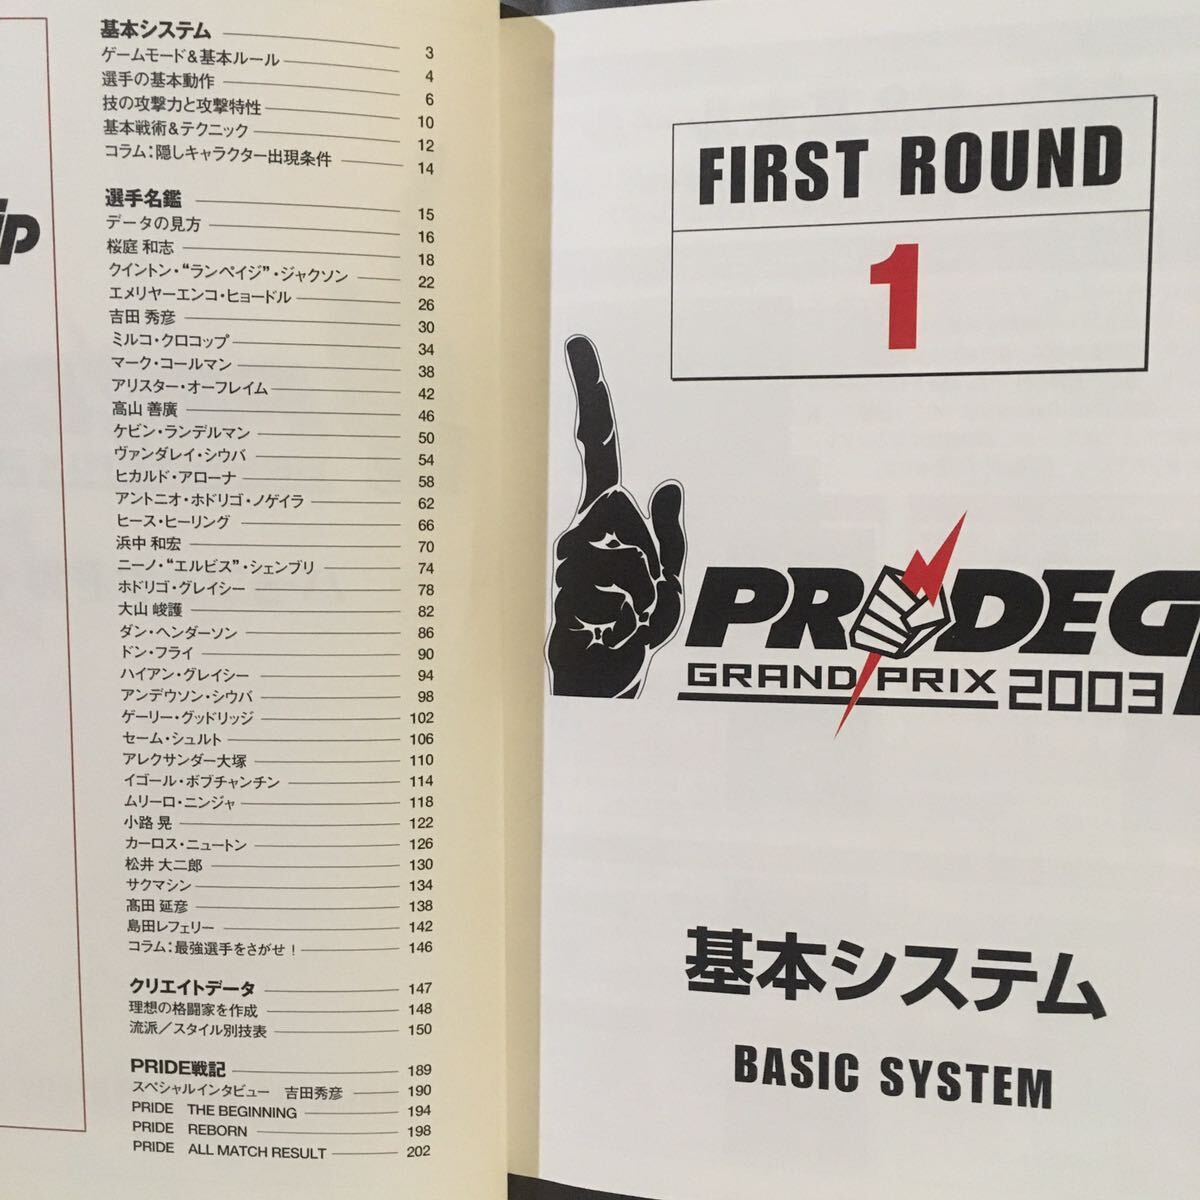 基本システム 3
ゲームモード＆基本ルール 4
選手の基本動作 6
技の攻撃力と攻撃特性 10
基本戦術＆テクニック 12
コラム：隠しキャラクター出現条件 14
選手名鑑 15
データの見方 16
桜庭 和志 18
クイントン・“ランペイジ”・ジャクソン 22
エメリヤーエンコ・ヒョードル 26
吉田 秀彦 30
ミルコ・クロコップ 34
マーク・コールマン 38
アリスター・オーフレイム 42
高山 善廣 46
ケビン・ランデルマン 50
ヴァンダレイ・シウバ 54
ヒカルド・アローナ 58
アントニオ・ホドリゴ・ノゲイラ 62
ヒース・ヒーリング 66
浜中 和宏 70
ニーノ・“エルビス”・シェンブリ 74
ホドリゴ・グレイシー 78
大山 峻護 82
ダン・ヘンダーソン 86
ドン・フライ 90
ハイアン・グレイシー 94
アンデウソン・シウバ 98
ゲーリー・グッドリッジ 102
セーム・シュルト 106
アレクサンダー大塚 110
イゴール・ボブチャンチン 114
ムリーロ・ニンジャ 118
小路 晃 122
カーロス・ニュートン 126
松井 大二郎 130
サクマシン 134
髙田 延彦 138
島田レフェリー 142
コラム：最強選手をさがせ！ 146
クリエイトデータ 147
理想の格闘家を作成 148
流派／スタイル別技表 150
PRIDE戦記 189
スペシャルインタビュー 吉田秀彦 190
PRIDE THE BEGINNING 194
PRIDE REBORN 198
PRIDE ALL MATCH RESULT 202
FIRST ROUND
1
PRIDE G
GRAND PRIX 2003
基本システム
BASIC SYSTEM